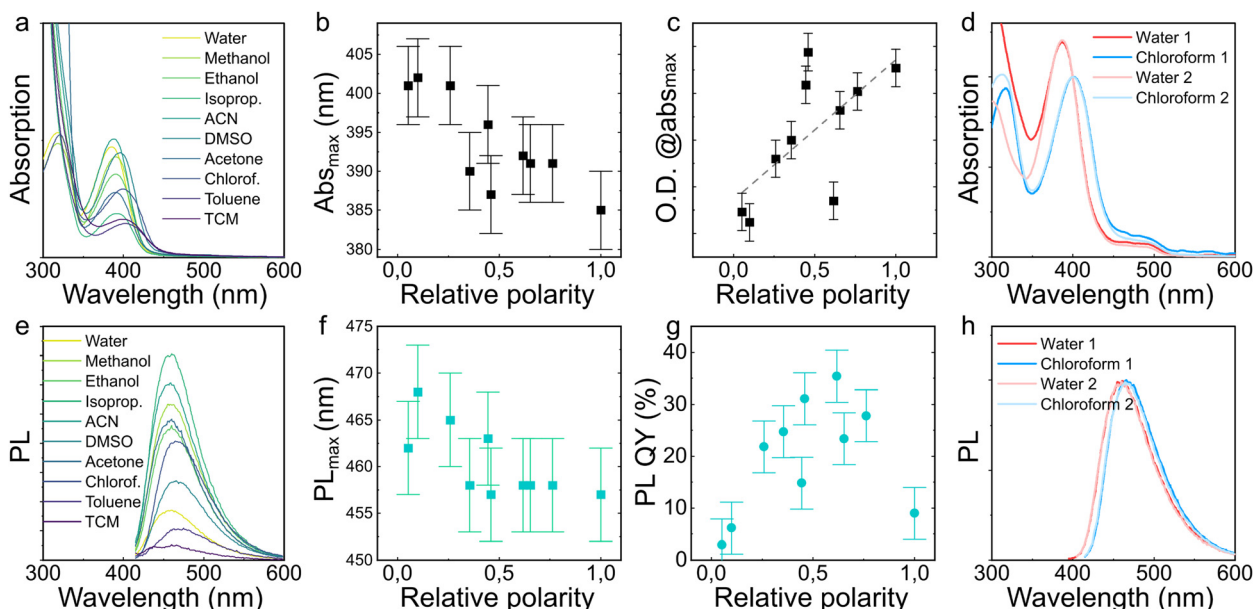 a
Absorption
Water
Methanol
Ethanol
Isoprop.
ACN
DMSO
Acetone
Chlorof.
Toluene
TCM
300 400 500 600
Wavelength (nm)
b
Absmax (nm)
405
400
395
390
385
380
0,0 0,5 1,0
Relative polarity
c
O.D. @absmax
0,0 0,5 1,0
Relative polarity
d
Absorption
Water 1
Chloroform 1
Water 2
Chloroform 2
300 400 500 600
Wavelength (nm)
e
PL
Water
Methanol
Ethanol
Isoprop.
ACN
DMSO
Acetone
Chlorof.
Toluene
TCM
300 400 500 600
Wavelength (nm)
f
PLmax (nm)
475
470
465
460
455
450
0,0 0,5 1,0
Relative polarity
g
PL QY (%)
40
30
20
10
0
0,0 0,5 1,0
Relative polarity
h
PL
Water 1
Chloroform 1
Water 2
Chloroform 2
300 400 500 600
Wavelength (nm)